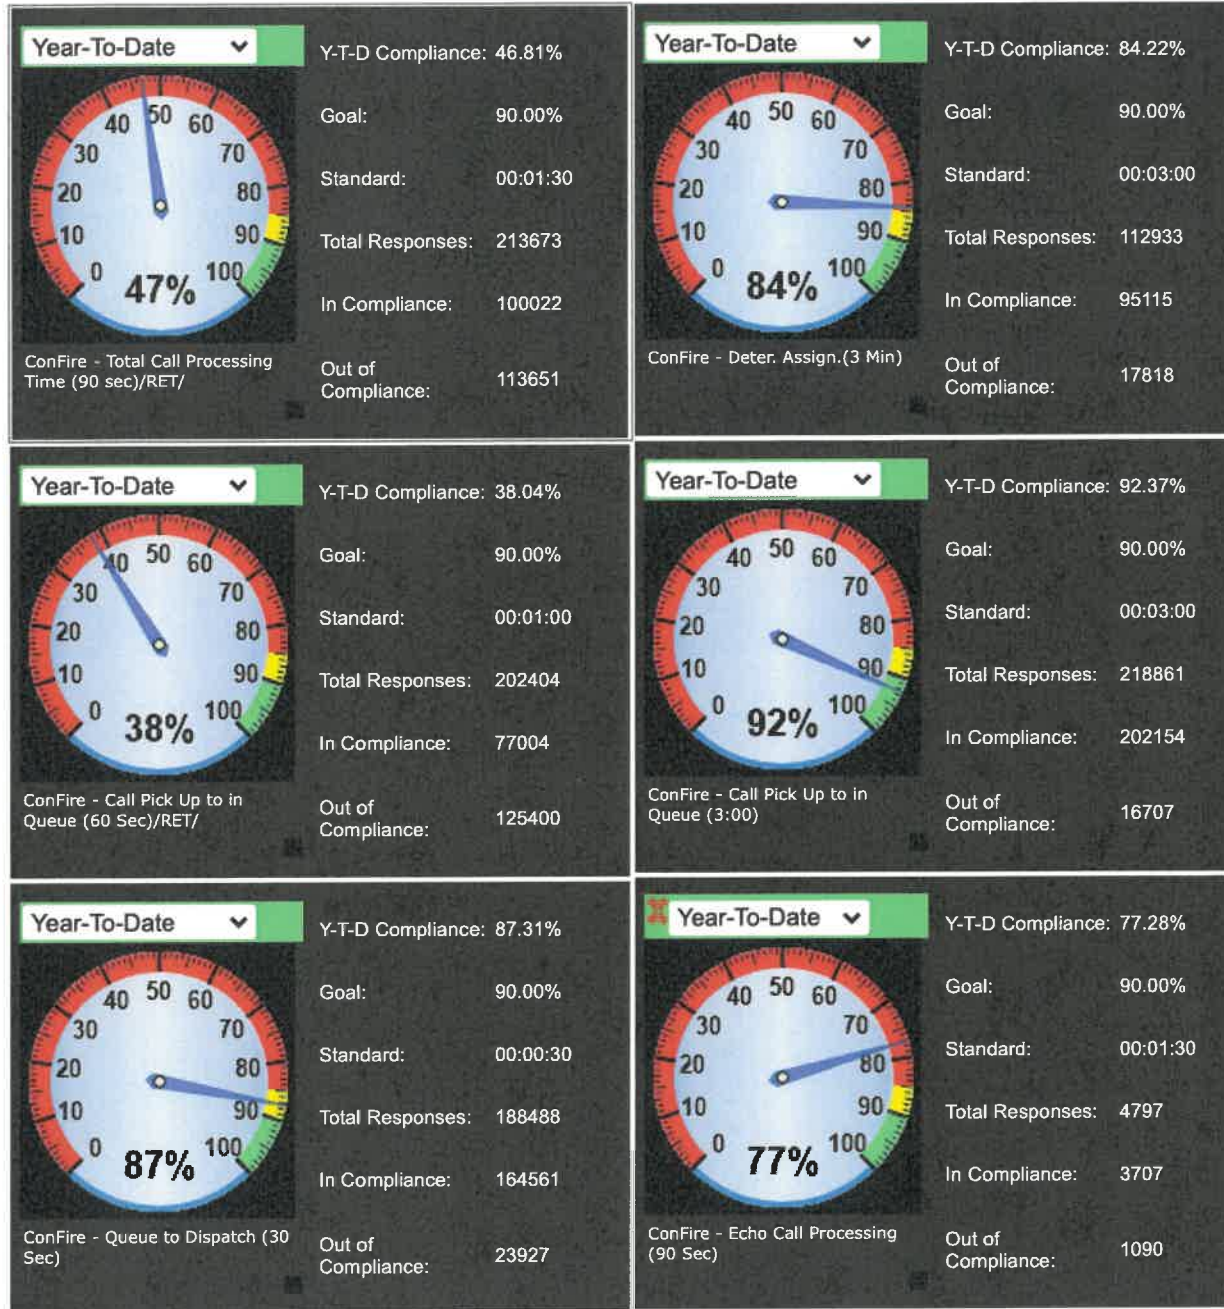 Year-To-Date
Y-T-D Compliance: 46.81%
Goal: 90.00%
Standard: 00:01:30
Total Responses: 213673
In Compliance: 100022
Out of
Compliance: 113651
0 10 20 30 40 50 60 70 80 90 100
47%
ConFire - Total Call Processing
Time (90 sec)/RET/
Year-To-Date
Y-T-D Compliance: 84.22%
Goal: 90.00%
Standard: 00:03:00
Total Responses: 112933
In Compliance: 95115
Out of
Compliance: 17818
0 10 20 30 40 50 60 70 80 90 100
84%
ConFire - Deter. Assign.(3 Min)
Year-To-Date
Y-T-D Compliance: 38.04%
Goal: 90.00%
Standard: 00:01:00
Total Responses: 202404
In Compliance: 77004
Out of
Compliance: 125400
0 10 20 30 40 50 60 70 80 90 100
38%
ConFire - Call Pick Up to in
Queue (60 Sec)/RET/
Year-To-Date
Y-T-D Compliance: 92.37%
Goal: 90.00%
Standard: 00:03:00
Total Responses: 218861
In Compliance: 202154
Out of
Compliance: 16707
0 10 20 30 40 50 60 70 80 90 100
92%
ConFire - Call Pick Up to in
Queue (3:00)
Year-To-Date
Y-T-D Compliance: 87.31%
Goal: 90.00%
Standard: 00:00:30
Total Responses: 188488
In Compliance: 164561
Out of
Compliance: 23927
0 10 20 30 40 50 60 70 80 90 100
87%
ConFire - Queue to Dispatch (30
Sec)
Year-To-Date
Y-T-D Compliance: 77.28%
Goal: 90.00%
Standard: 00:01:30
Total Responses: 4797
In Compliance: 3707
Out of
Compliance: 1090
0 10 20 30 40 50 60 70 80 90 100
77%
ConFire - Echo Call Processing
(90 Sec)